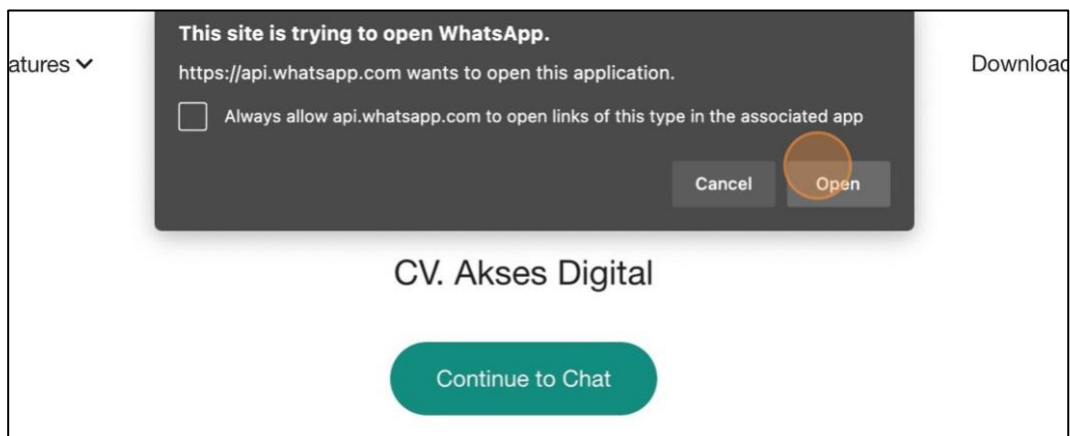 This site is trying to open WhatsApp.
atures
Download
https://api.whatsapp.com wants to open this application.
Always allow api.whatsapp.com to open links of this type in the associated app
Cancel
Open
CV. Akses Digital
Continue to Chat